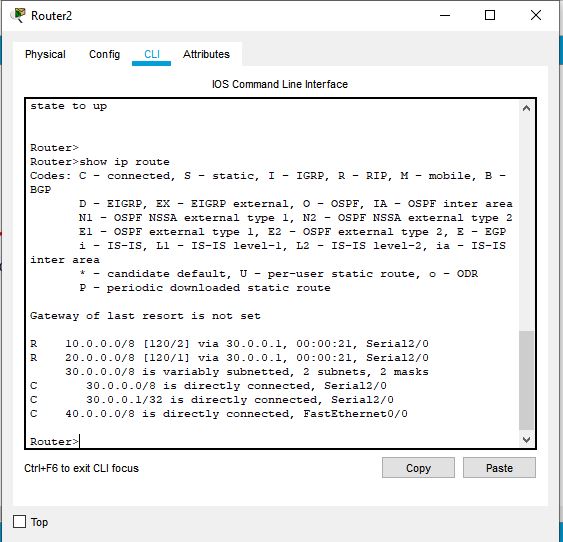 Router2
Physical Config CLI Attributes
IOS Command Line Interface
state to up
Router>
Router>show ip route
Codes: C - connected, S - static, I - IGRP, R - RIP, M - mobile, B -
BGP
D - EIGRP, EX - EIGRP external, O - OSPF, IA - OSPF inter area
N1 - OSPF NSSA external type 1, N2 - OSPF NSSA external type 2
E1 - OSPF external type 1, E2 - OSPF external type 2, E - EGP
i - IS-IS, L1 - IS-IS level-1, L2 - IS-IS level-2, ia - IS-IS
inter area
* - candidate default, U - per-user static route, o - ODR
P - periodic downloaded static route
Gateway of last resort is not set
R 10.0.0.0/8 [120/2] via 30.0.0.1, 00:00:21, Serial2/0
R 20.0.0.0/8 [120/1] via 30.0.0.1, 00:00:21, Serial2/0
30.0.0.0/8 is variably subnetted, 2 subnets, 2 masks
C 30.0.0.0/8 is directly connected, Serial2/0
C 30.0.0.1/32 is directly connected, Serial2/0
C 40.0.0.0/8 is directly connected, FastEthernet0/0
Router>
Ctrl+F6 to exit CLI focus
Copy Paste
Top